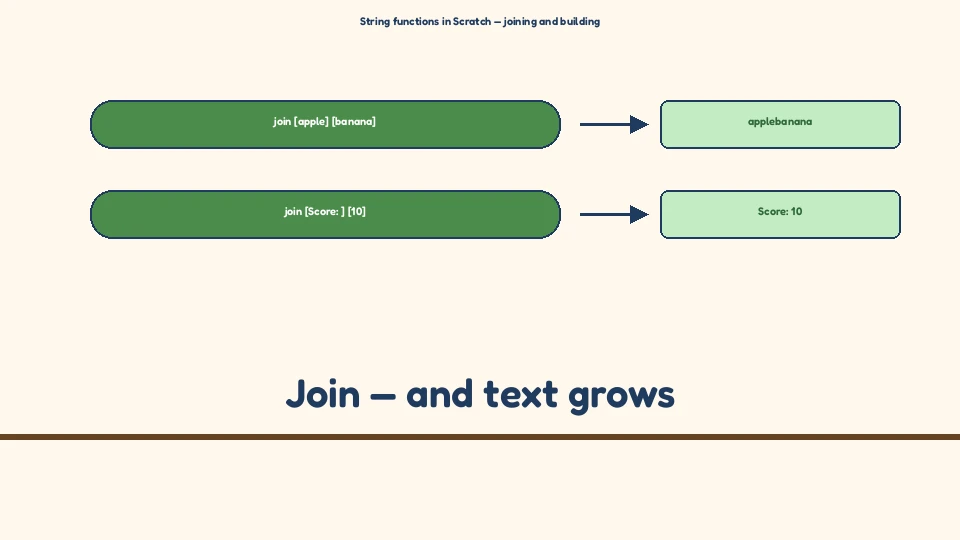 String functions in Scratch — joining and building
join [apple] [banana]
applebanana
join [Score: ] [10]
Score: 10
Join — and text grows